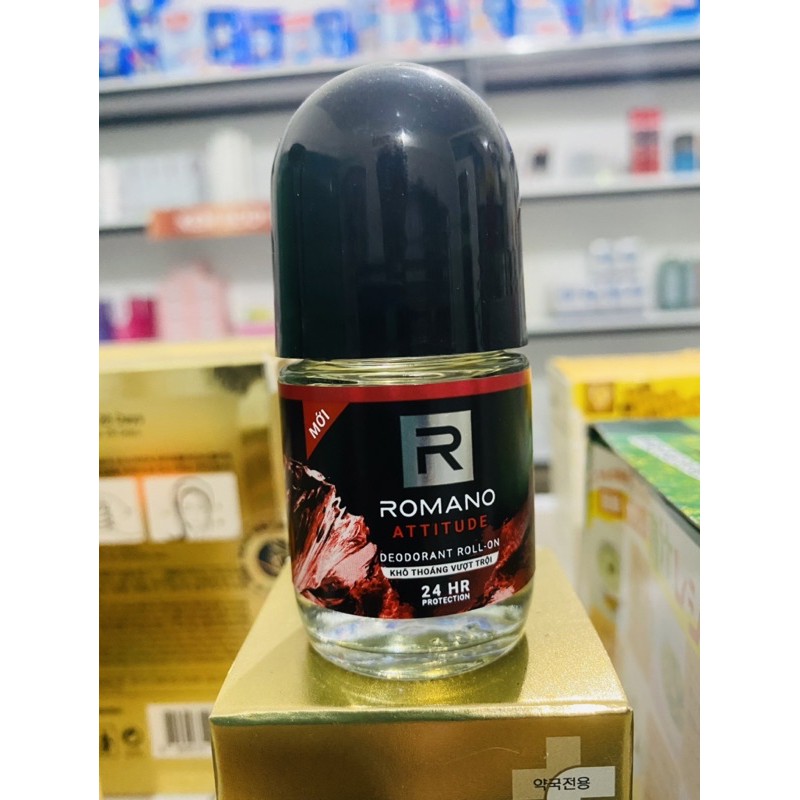 MỚI
R
ROMANO
ATTITUDE
DEODORANT ROLL-ON
KHÔ THOÁNG VƯỢT TRỘI
24 HR
PROTECTION
약국전용